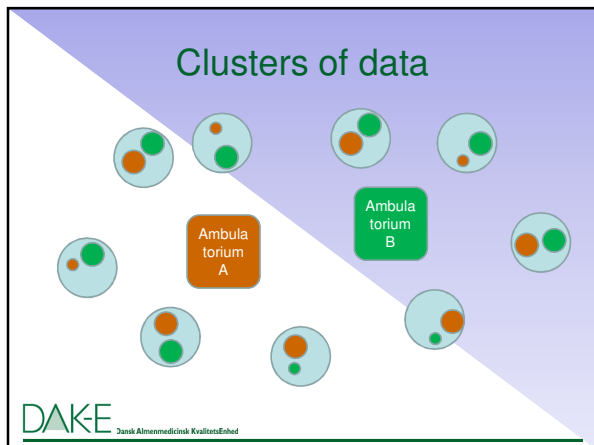 Clusters of data
Ambula
torium
A
Ambula
torium
B
DAK-E Dansk Almenmedicinsk KvalitetsEnhed